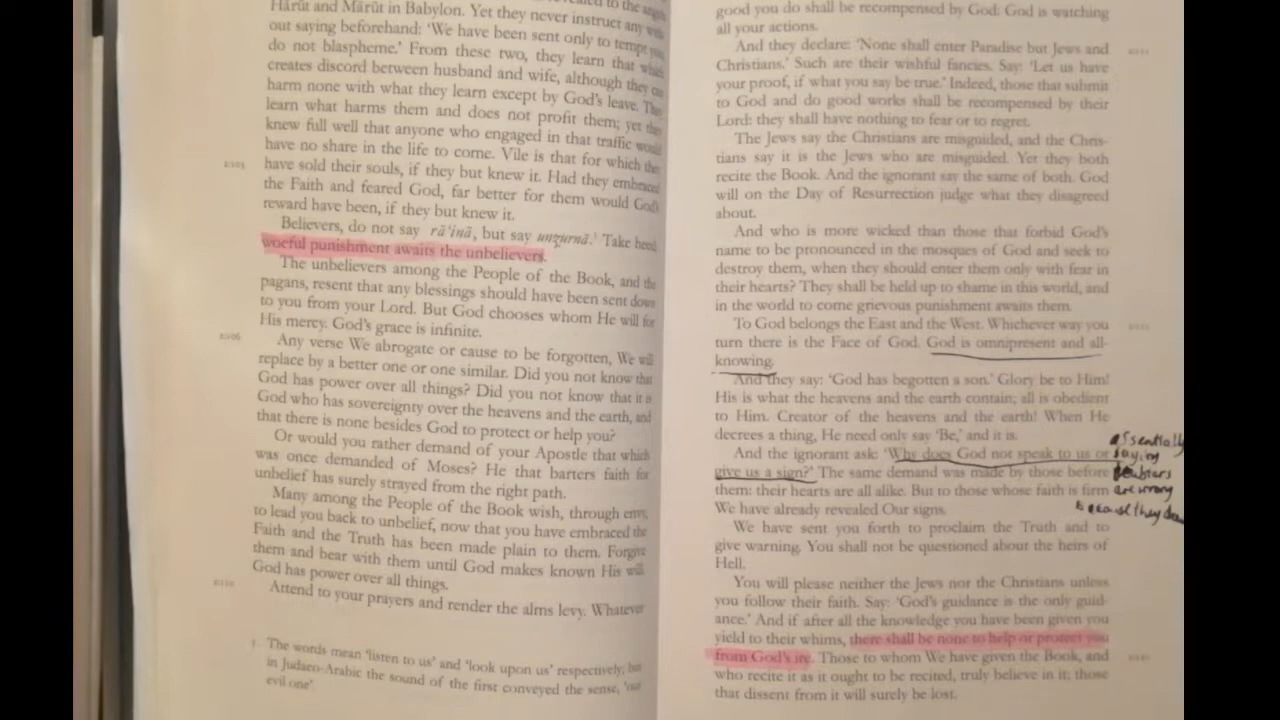 Hārūt and Mārūt in Babylon. Yet they never instruct any with-
out saying beforehand: ‘We have been sent only to tempt you
do not blaspheme.’ From these two, they learn that which
creates discord between husband and wife, although they can
harm none with what they learn except by God’s leave. They
learn what harms them and does not profit them; yet they
knew full well that anyone who engaged in that traffic would
have no share in the life to come. Vile is that for which they
2:103 have sold their souls, if they but knew it. Had they embraced
the Faith and feared God, far better for them would God’s
reward have been, if they but knew it.
Believers, do not say rā‘inā, but say unẓurnā.¹ Take heed;
woeful punishment awaits the unbelievers.
The unbelievers among the People of the Book, and the
pagans, resent that any blessings should have been sent down
to you from your Lord. But God chooses whom He will for
His mercy. God’s grace is infinite.
2:106 Any verse We abrogate or cause to be forgotten, We will
replace by a better one or one similar. Did you not know that
God has power over all things? Did you not know that it is
God who has sovereignty over the heavens and the earth, and
that there is none besides God to protect or help you?
Or would you rather demand of your Apostle that which
was once demanded of Moses? He that barters faith for
unbelief has surely strayed from the right path.
Many among the People of the Book wish, through envy,
to lead you back to unbelief, now that you have embraced the
Faith and the Truth has been made plain to them. Forgive
them and bear with them until God makes known His will.
God has power over all things.
2:110 Attend to your prayers and render the alms levy. Whatever
The words mean ‘listen to us’ and ‘look upon us’ respectively; but
in Judaeo-Arabic the sound of the first conveyed the sense, ‘our
evil one’.
good you do shall be recompensed by God: God is watching
all your actions.
And they declare: ‘None shall enter Paradise but Jews and
Christians.’ Such are their wishful fancies. Say: ‘Let us have
your proof, if what you say be true.’ Indeed, those that submit
to God and do good works shall be recompensed by their
Lord: they shall have nothing to fear or to regret.
The Jews say the Christians are misguided, and the Chris-
tians say it is the Jews who are misguided. Yet they both
recite the Book. And the ignorant say the same of both. God
will on the Day of Resurrection judge what they disagreed
about.
And who is more wicked than those that forbid God’s
name to be pronounced in the mosques of God and seek to
destroy them, when they should enter them only with fear in
their hearts? They shall be held up to shame in this world, and
in the world to come grievous punishment awaits them.
To God belongs the East and the West. Whichever way you
turn there is the Face of God. God is omnipresent and all-
knowing.
And they say: ‘God has begotten a son.’ Glory be to Him!
His is what the heavens and the earth contain; all is obedient
to Him. Creator of the heavens and the earth! When He
decrees a thing, He need only say ‘Be,’ and it is.
And the ignorant ask: ‘Why does God not speak to us or
give us a sign?’ The same demand was made by those before
them: their hearts are all alike. But to those whose faith is firm
We have already revealed Our signs.
We have sent you forth to proclaim the Truth and to
give warning. You shall not be questioned about the heirs of
Hell.
You will please neither the Jews nor the Christians unless
you follow their faith. Say: ‘God’s guidance is the only guid-
ance.’ And if after all the knowledge you have been given you
yield to their whims, there shall be none to help or protect you
from God’s ire. Those to whom We have given the Book, and
who recite it as it ought to be recited, truly believe in it; those
that dissent from it will surely be lost.
saying
are wrong
because they